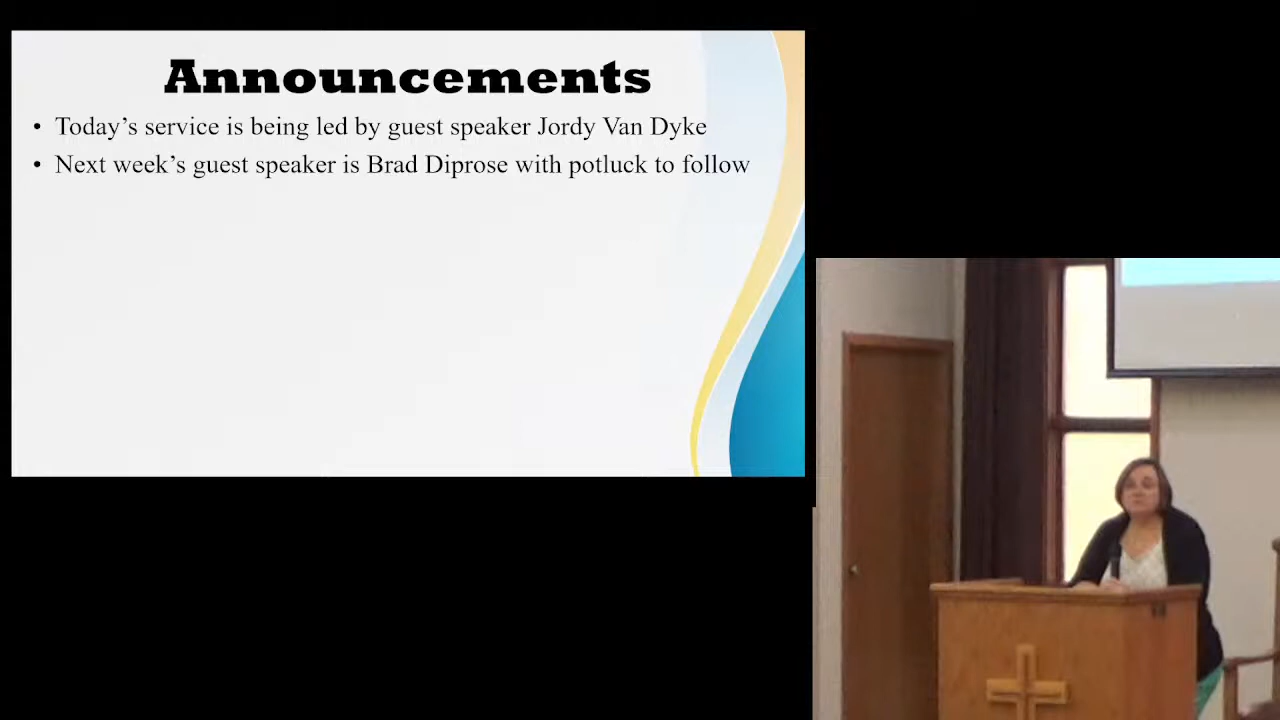 Announcements
• Today’s service is being led by guest speaker Jordy Van Dyke
• Next week’s guest speaker is Brad Diprose with potluck to follow